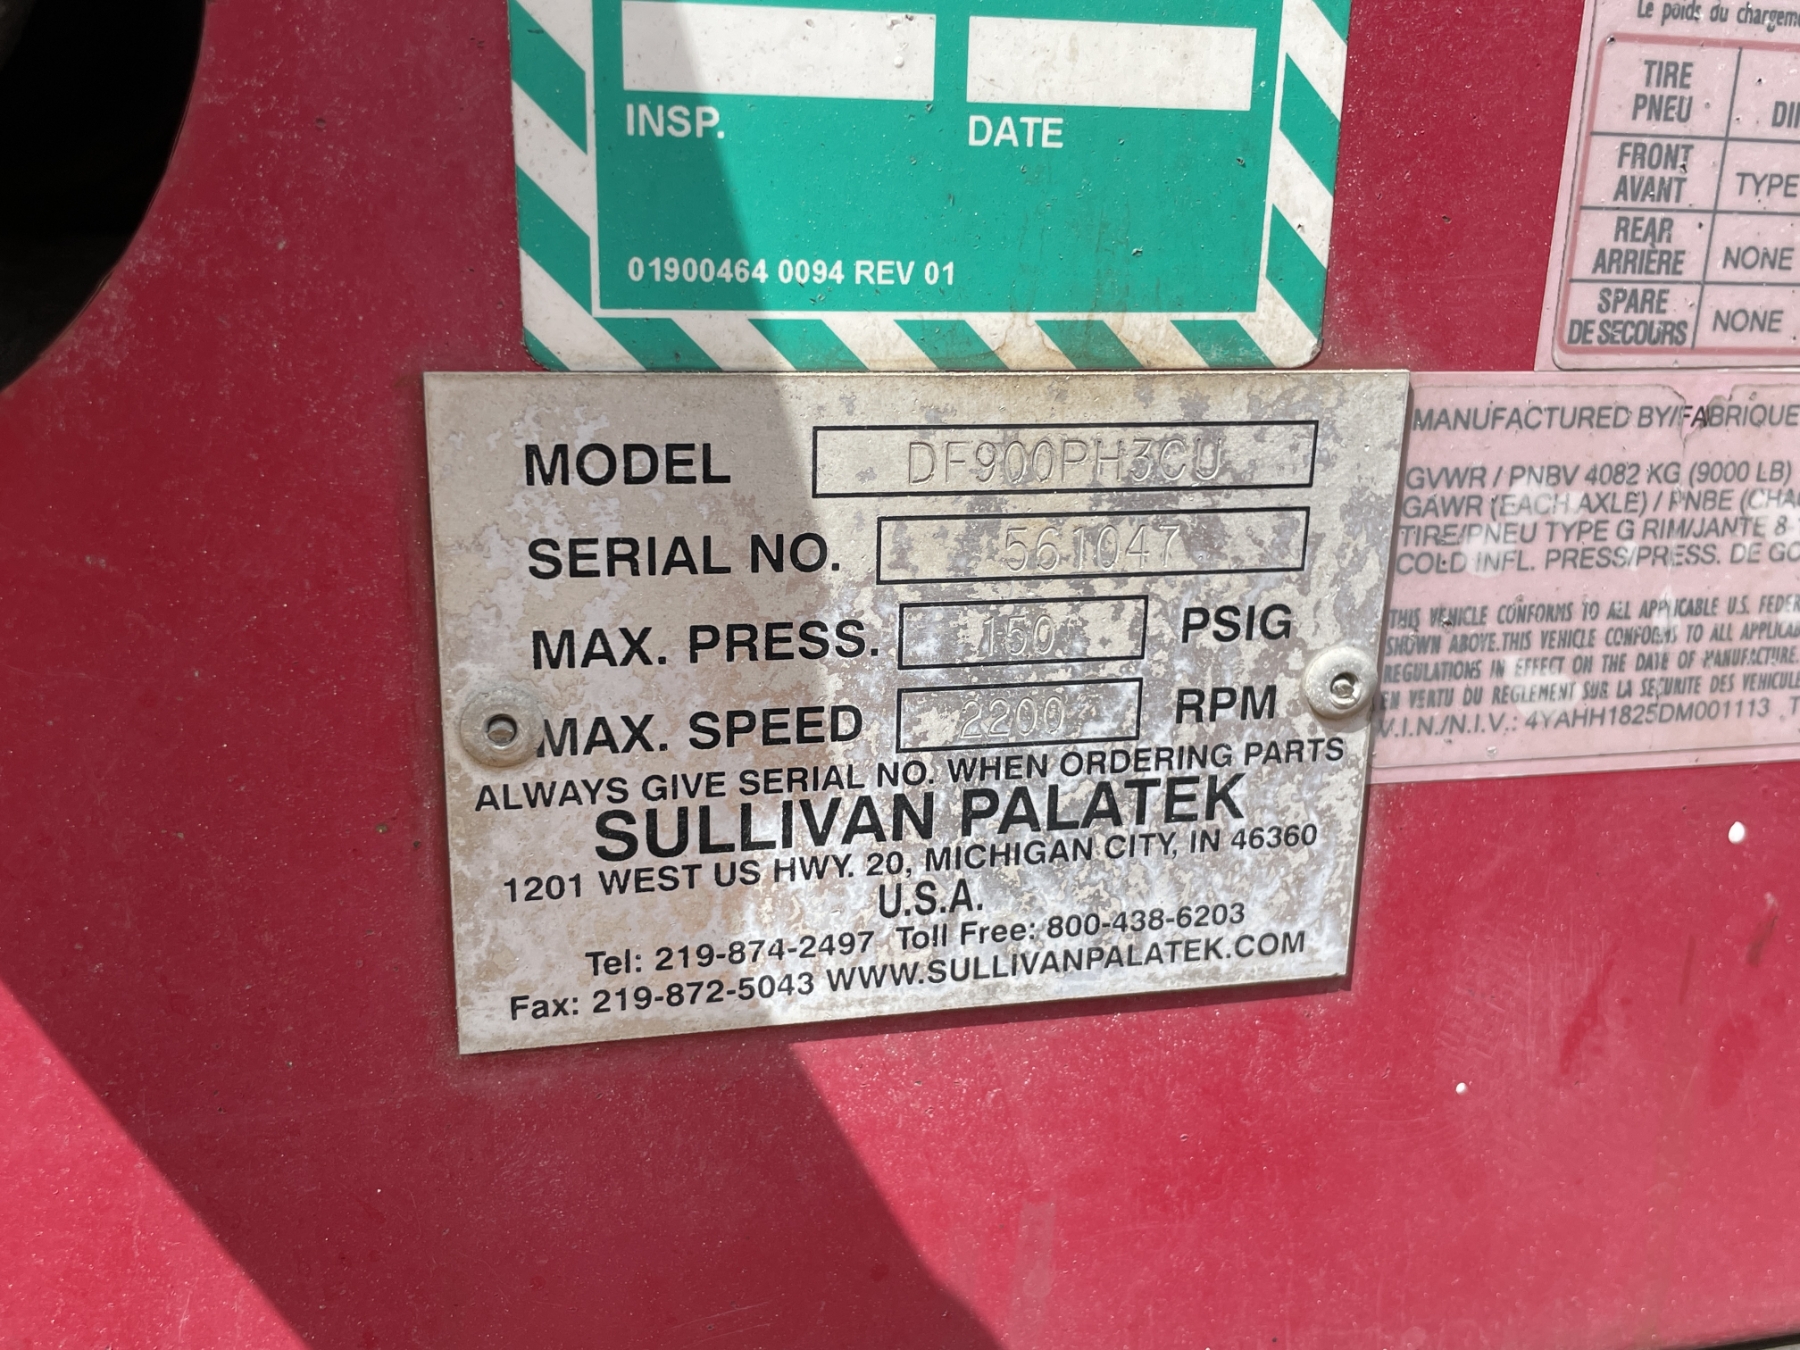 INSP. DATE
01900464 0094 REV 01
Le poids du
TIRE
PNEU
FRONT
AVANT TYPE
REAR
ARRIÈRE NONE
SPARE
DE SECOURS NONE
MODEL DF900PH3CU
SERIAL NO. 561047
MAX. PRESS. 150 PSIG
MAX. SPEED 2200 RPM
ALWAYS GIVE SERIAL NO. WHEN ORDERING PARTS
SULLIVAN PALATEK
1201 WEST US HWY. 20, MICHIGAN CITY, IN 46360
U.S.A.
Tel: 219-874-2497 Toll Free: 800-438-6203
Fax: 219-872-5043 WWW.SULLIVANPALATEK.COM
MANUFACTURED BY/FABRIQUE
GVWR / PNBV 4082 KG (9000 LB)
GAWR (EACH AXLE) / PNBE
TIRE/PNEU TYPE G RIM/JANTE 8-
COLD INFL. PRESS/PRESS. DE
THIS VEHICLE CONFORMS TO ALL APPLICABLE U.S.
SHOWN ABOVE.THIS VEHICLE CONFORMS TO ALL
REGULATIONS IN EFFECT ON THE DATE OF MANUFACTURE.
EN VERTU DU REGLEMENT SUR LA SECURITE DES
V.I.N./N.I.V.: 4YAHH1825DM001113